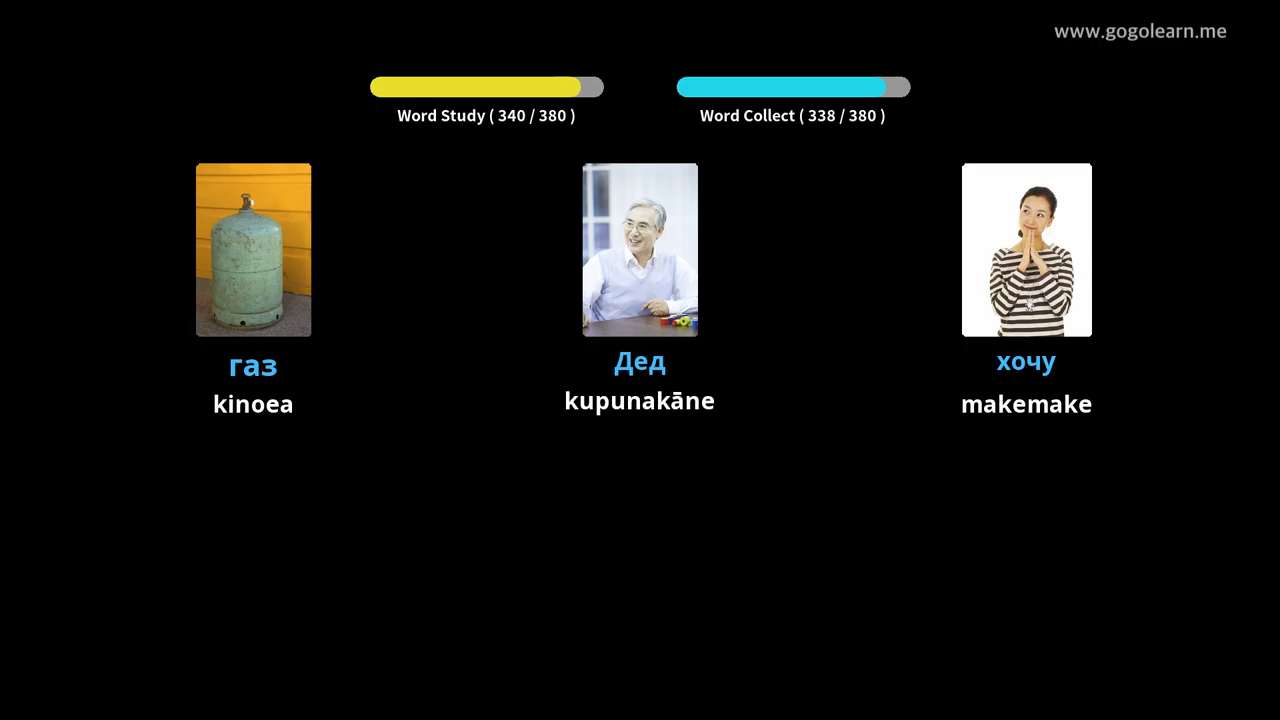 www.gogolearn.me
Word Study ( 340 / 380 )
Word Collect ( 338 / 380 )
газ
Дед
хочу
kinoea
kupunakāne
makemake